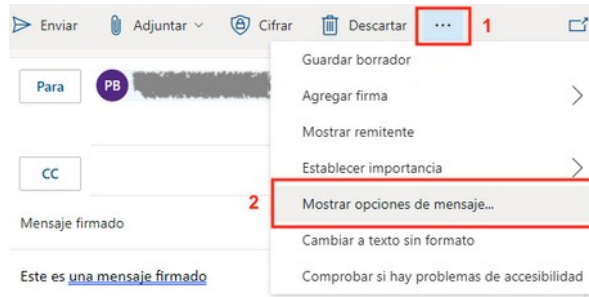 Enviar Adjuntar Cifrar Descartar ... 1
Guardar borrador
Para PB
Agregar firma
Mostrar remitente
CC
Establecer importancia
2 Mostrar opciones de mensaje...
Mensaje firmado
Cambiar a texto sin formato
Este es una mensaje firmado
Comprobar si hay problemas de accesibilidad